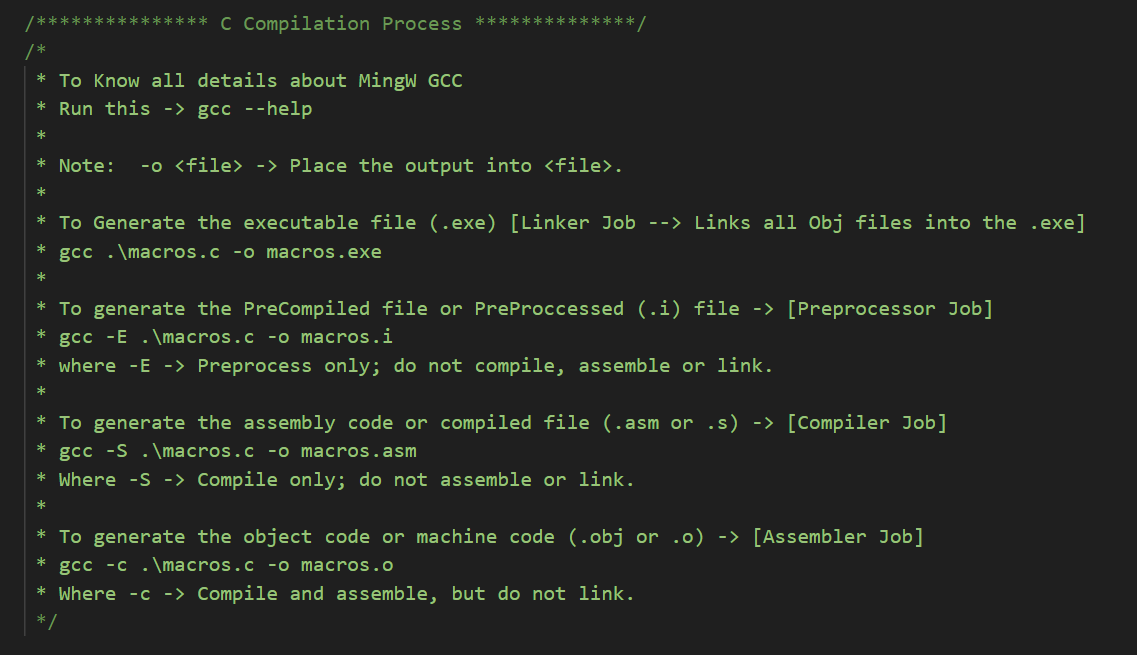 /*************** C Compilation Process **************/
/*
* To Know all details about MingW GCC
* Run this -> gcc --help
*
* Note:  -o <file> -> Place the output into <file>.
*
* To Generate the executable file (.exe) [Linker Job --> Links all Obj files into the .exe]
* gcc .\macros.c -o macros.exe
*
* To generate the PreCompiled file or PreProccessed (.i) file -> [Preprocessor Job]
* gcc -E .\macros.c -o macros.i
* where -E -> Preprocess only; do not compile, assemble or link.
*
* To generate the assembly code or compiled file (.asm or .s) -> [Compiler Job]
* gcc -S .\macros.c -o macros.asm
* Where -S -> Compile only; do not assemble or link.
*
* To generate the object code or machine code (.obj or .o) -> [Assembler Job]
* gcc -c .\macros.c -o macros.o
* Where -c -> Compile and assemble, but do not link.
*/